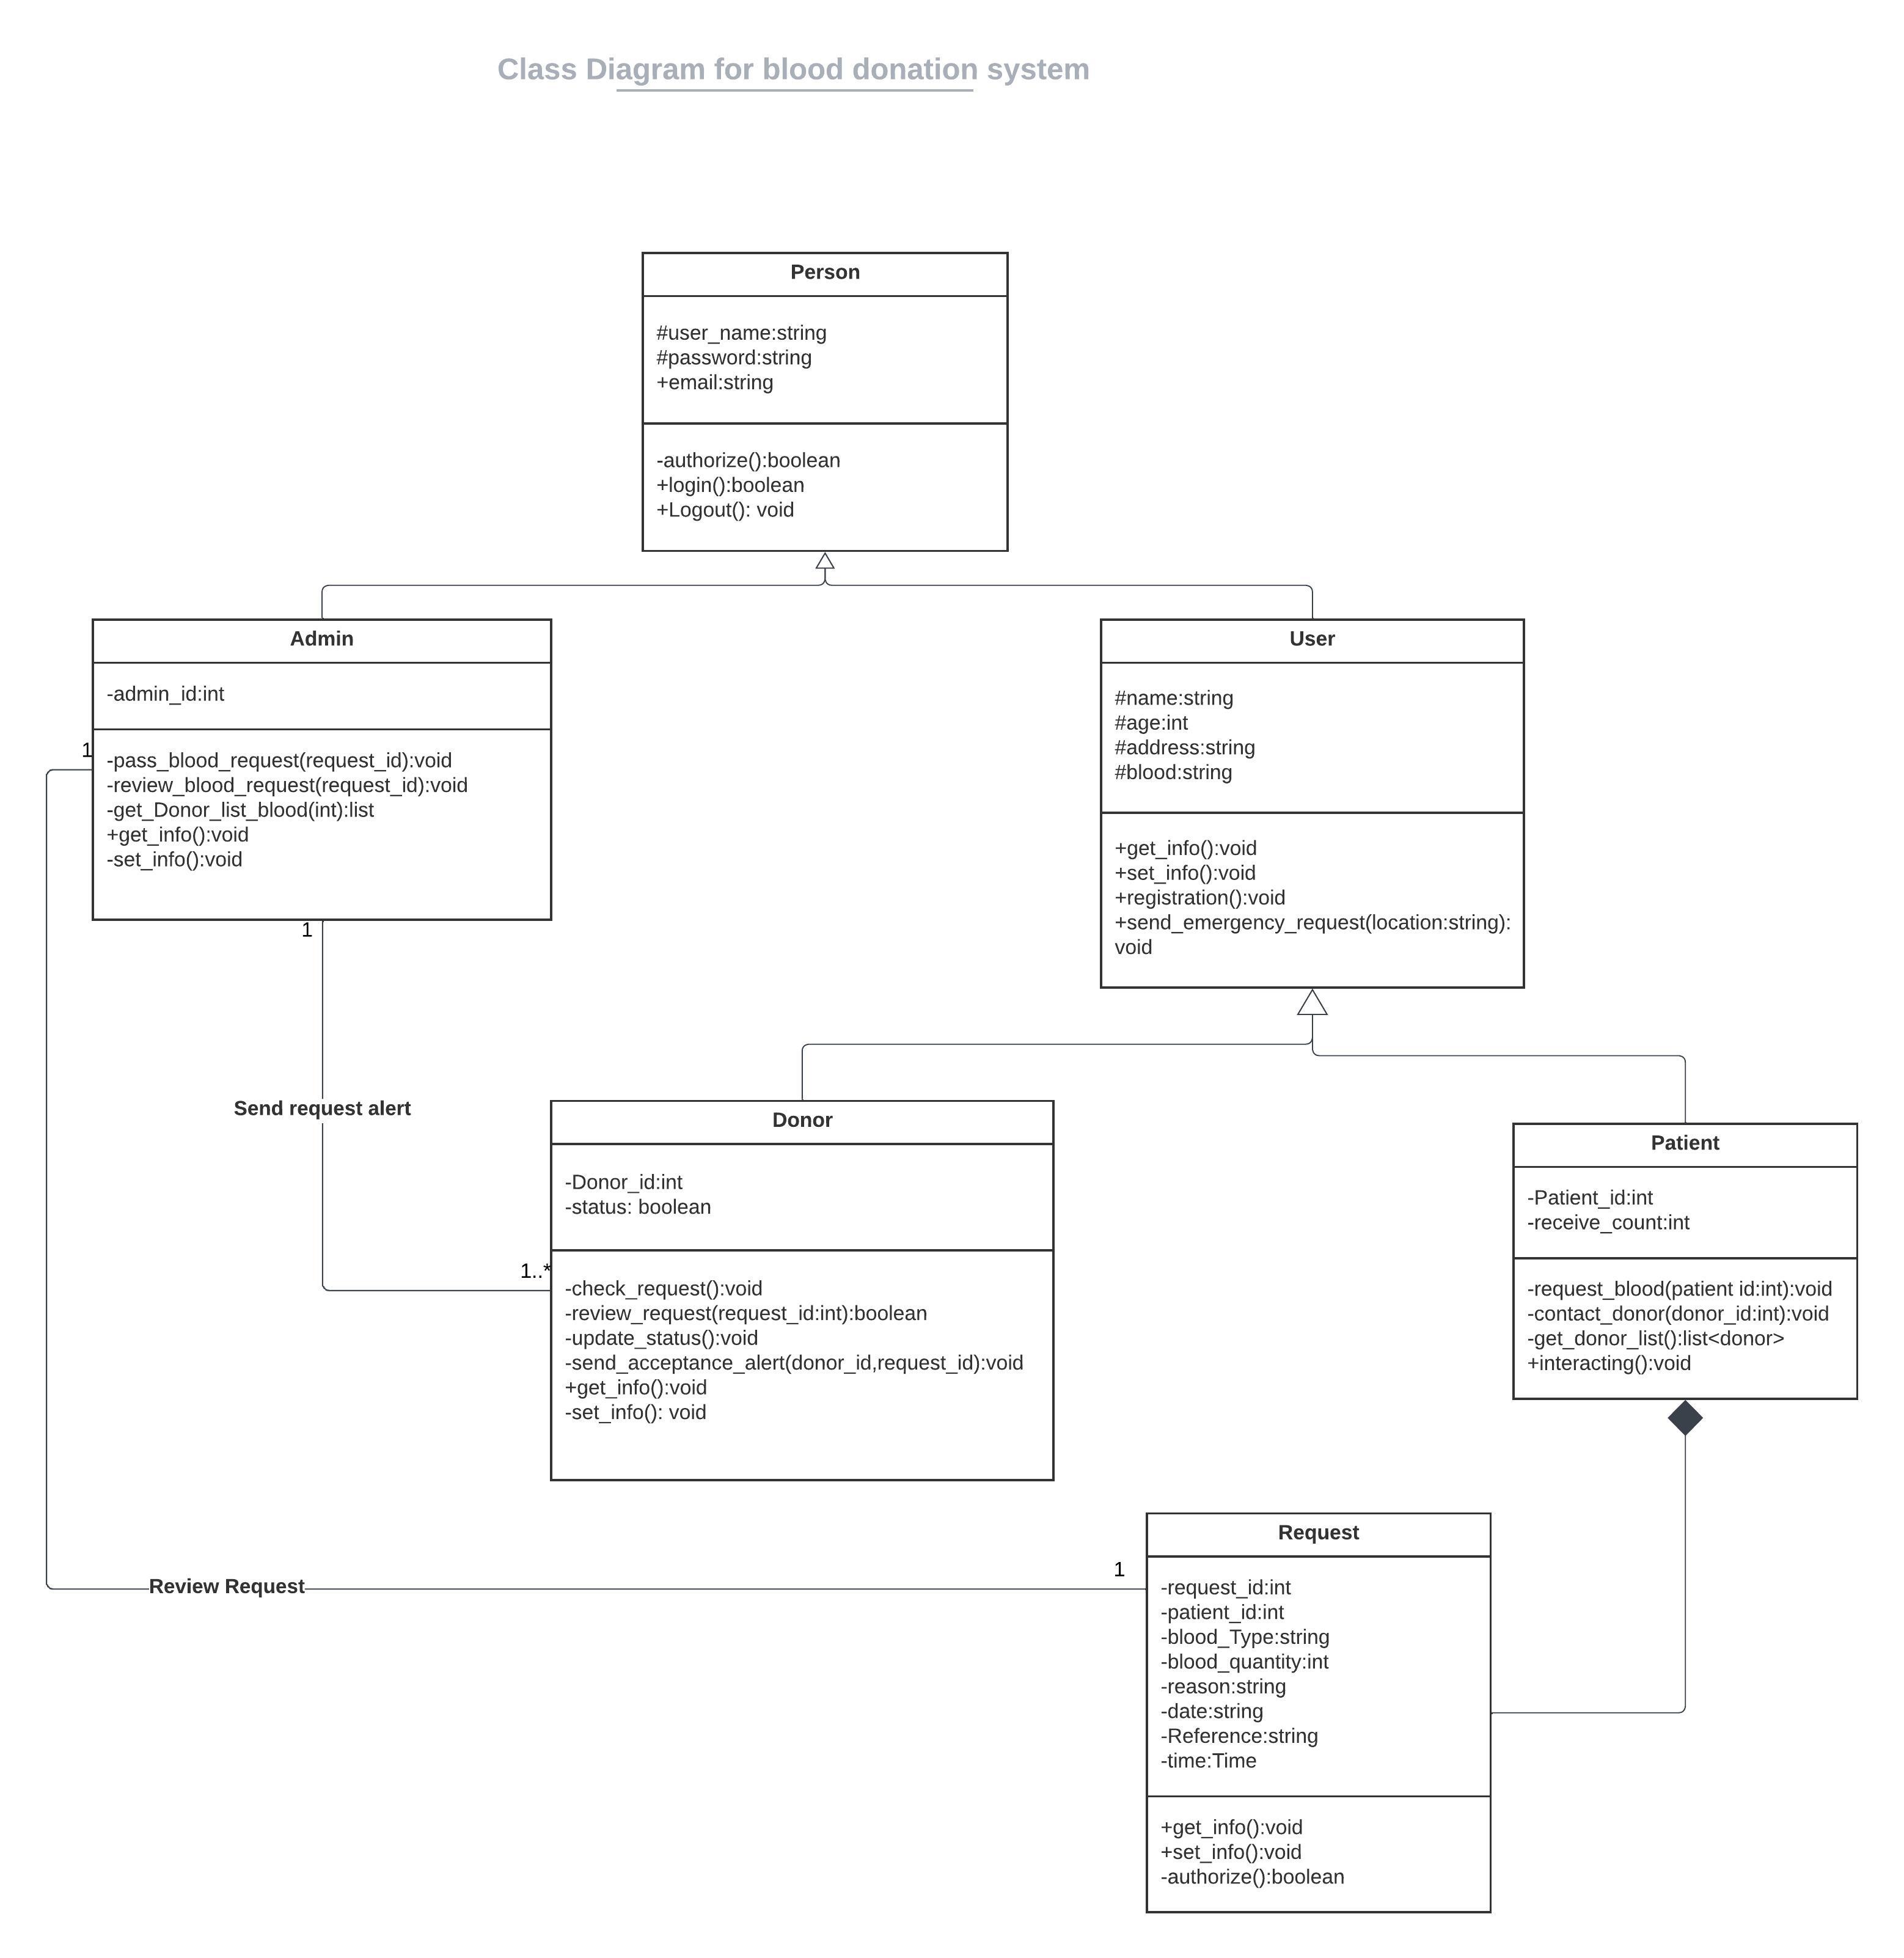 Class Diagram for blood donation system
Person
#user_name:string
#password:string
+email:string
-authorize():boolean
+login():boolean
+Logout(): void
Admin
-admin_id:int
-pass_blood_request(request_id):void
-review_blood_request(request_id):void
-get_Donor_list_blood(int):list
+get_info():void
-set_info():void
1
1
User
#name:string
#age:int
#address:string
#blood:string
+get_info():void
+set_info():void
+registration():void
+send_emergency_request(location:string):
void
Send request alert
1..*
Donor
-Donor_id:int
-status: boolean
-check_request():void
-review_request(request_id:int):boolean
-update_status():void
-send_acceptance_alert(donor_id,request_id):void
+get_info():void
-set_info(): void
Patient
-Patient_id:int
-receive_count:int
-request_blood(patient id:int):void
-contact_donor(donor_id:int):void
-get_donor_list():list<donor>
+interacting():void
Review Request
1
Request
-request_id:int
-patient_id:int
-blood_Type:string
-blood_quantity:int
-reason:string
-date:string
-Reference:string
-time:Time
+get_info():void
+set_info():void
-authorize():boolean